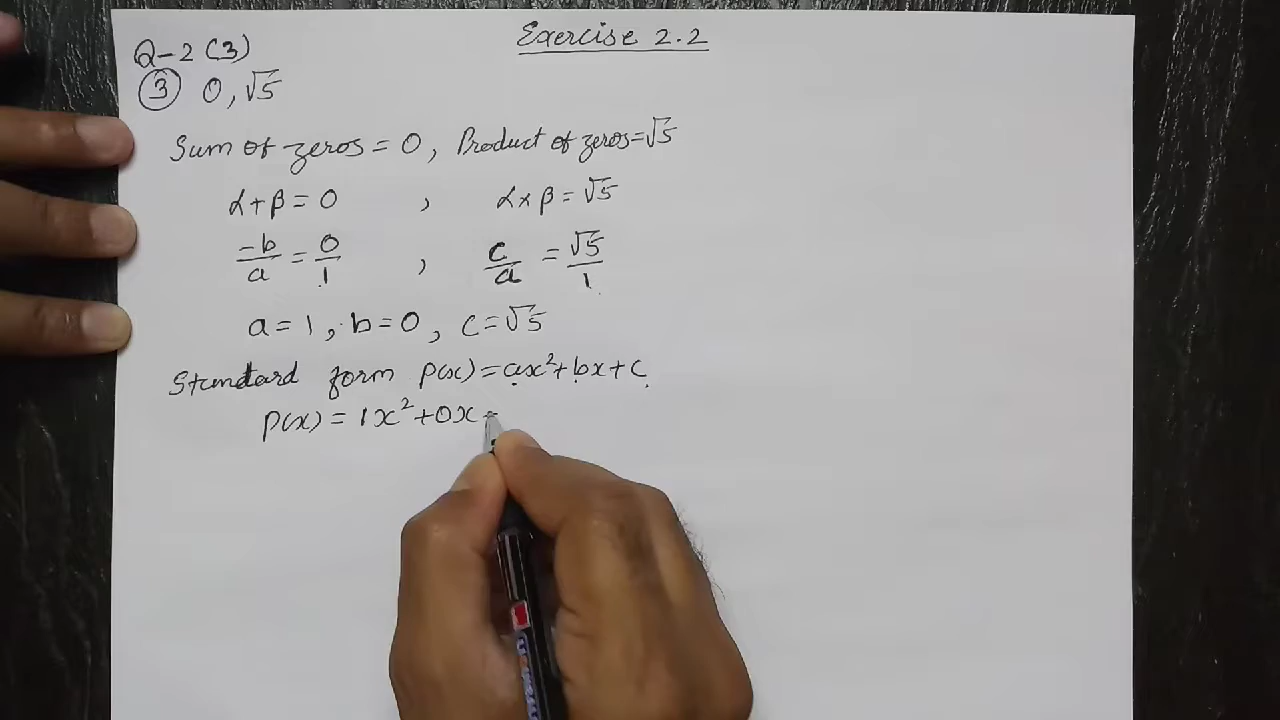 Exercise 2.2
Q-2 (3)
③ 0, √5
Sum of zeros = 0, Product of zeros = √5
α + β = 0 , α × β = √5
-b/a = 0/1 , c/a = √5/1
a = 1, b = 0, c = √5
Standard form p(x) = ax² + bx + c
p(x) = 1x² + 0x